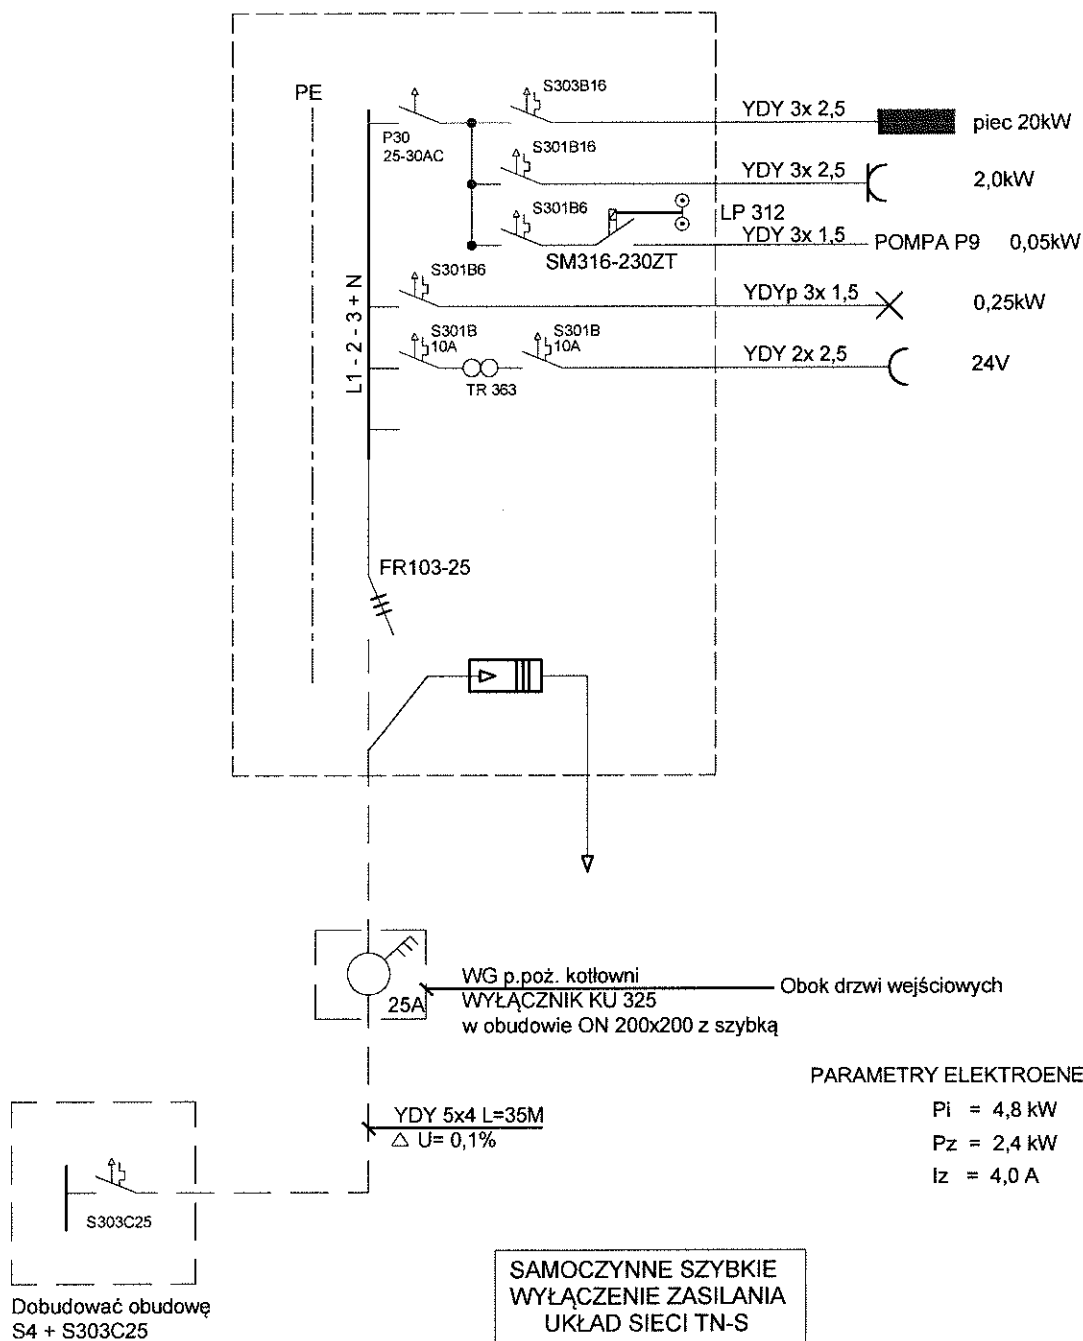 PE
S303B16
YDY 3x 2,5
piec 20kW
P30
25-30AC
S301B16
YDY 3x 2,5
2,0kW
S301B6
LP 312
YDY 3x 1,5
POMPA P9 0,05kW
SM316-230ZT
S301B6
YDYp 3x 1,5
0,25kW
L1 - 2 - 3 + N
S301B
10A
S301B
10A
YDY 2x 2,5
24V
TR 363
FR103-25
25A
WG p.poż. kotłowni
WYŁĄCZNIK KU 325
w obudowie ON 200x200 z szybką
Obok drzwi wejściowych
PARAMETRY ELEKTROENE
Pi = 4,8 kW
Pz = 2,4 kW
Iz = 4,0 A
YDY 5x4 L=35M
△ U= 0,1%
S303C25
Dobudować obudowę
S4 + S303C25
SAMOCZYNNE SZYBKIE
WYŁĄCZENIE ZASILANIA
UKŁAD SIECI TN-S